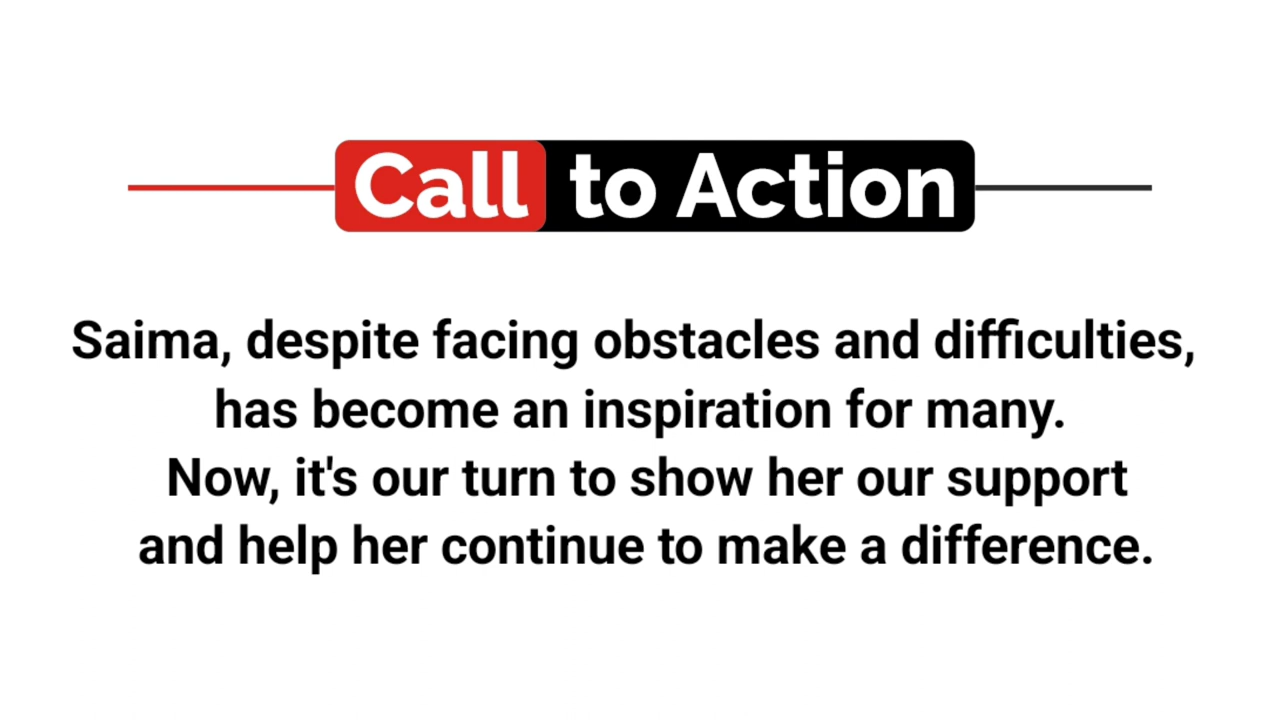 Call to Action
Saima, despite facing obstacles and difficulties,
has become an inspiration for many.
Now, it's our turn to show her our support
and help her continue to make a difference.